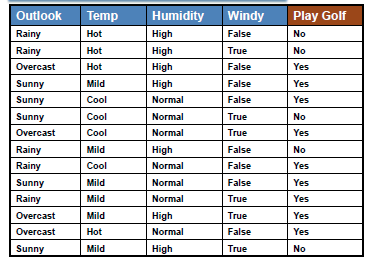 Outlook Temp Humidity Windy Play Golf
Rainy Hot High False No
Rainy Hot High True No
Overcast Hot High False Yes
Sunny Mild High False Yes
Sunny Cool Normal False Yes
Sunny Cool Normal True No
Overcast Cool Normal True Yes
Rainy Mild High False No
Rainy Cool Normal False Yes
Sunny Mild Normal False Yes
Rainy Mild Normal True Yes
Overcast Mild High True Yes
Overcast Hot Normal False Yes
Sunny Mild High True No